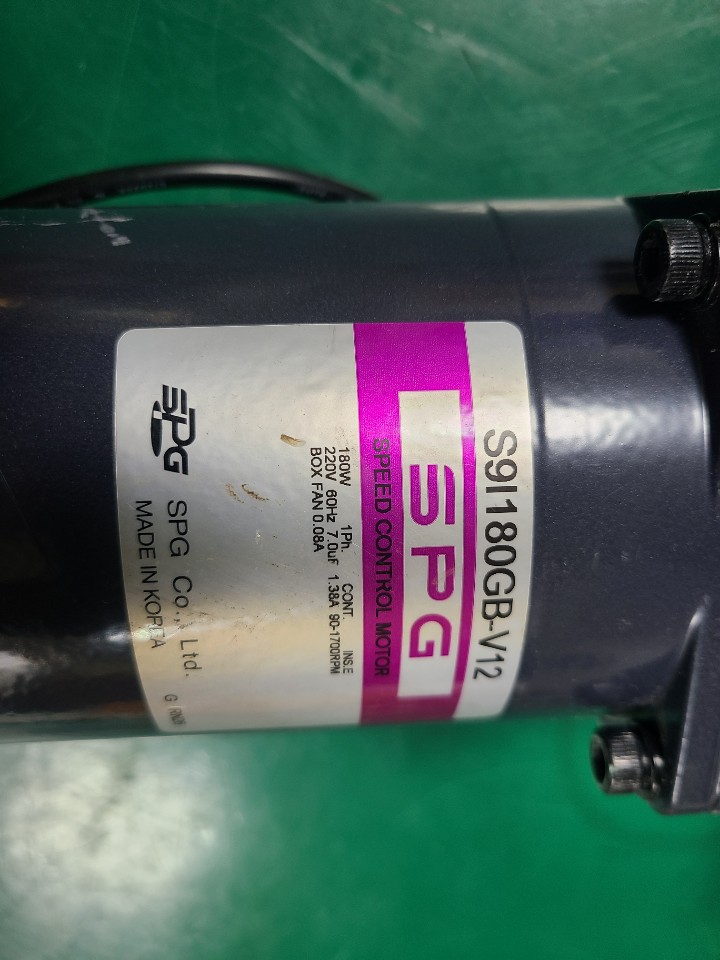 S9I180GB-V12
SPG
SPEED CONTROL MOTOR
180W 1Ph. CONT. INS.E
220V 60Hz 7.0uF 1.38A 90-1700RPM
BOX FAN 0.08A
SPG SPG Co., Ltd.
MADE IN KOREA
G